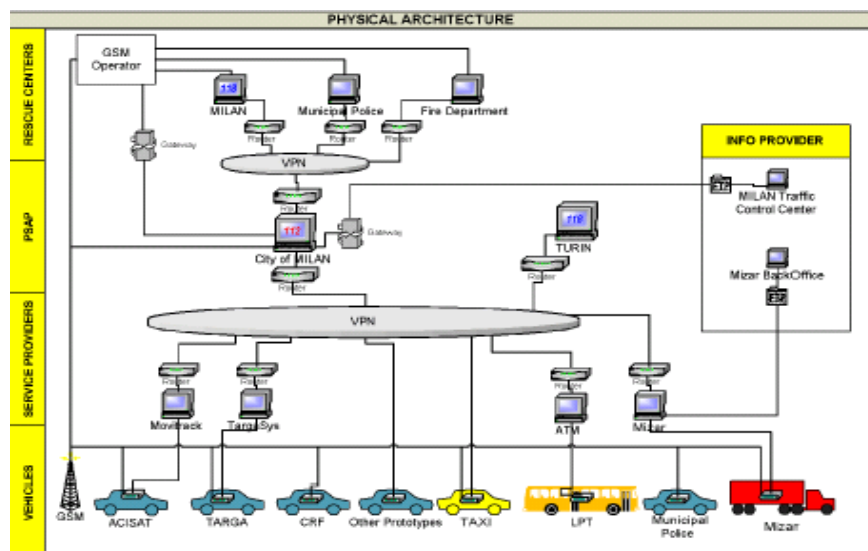 PHYSICAL ARCHITECTURE
RESCUE CENTERS
GSM
Operator
118
MILAN
Municipal Police
Fire Department
Router
Router
Router
Gateway
VPN
INFO PROVIDER
FTP
MILAN Traffic
Control Center
Mizar BackOffice
PSAP
Router
112
City of MILAN
Gateway
Router
118
TURIN
Router
VPN
SERVICE PROVIDERS
Router
Router
Router
Router
Movitrack
TargaSys
ATM
Mizar
VEHICLES
GSM
ACISAT
TARGA
CRF
Other Prototypes
TAXI
LPT
Municipal
Police
Mizar